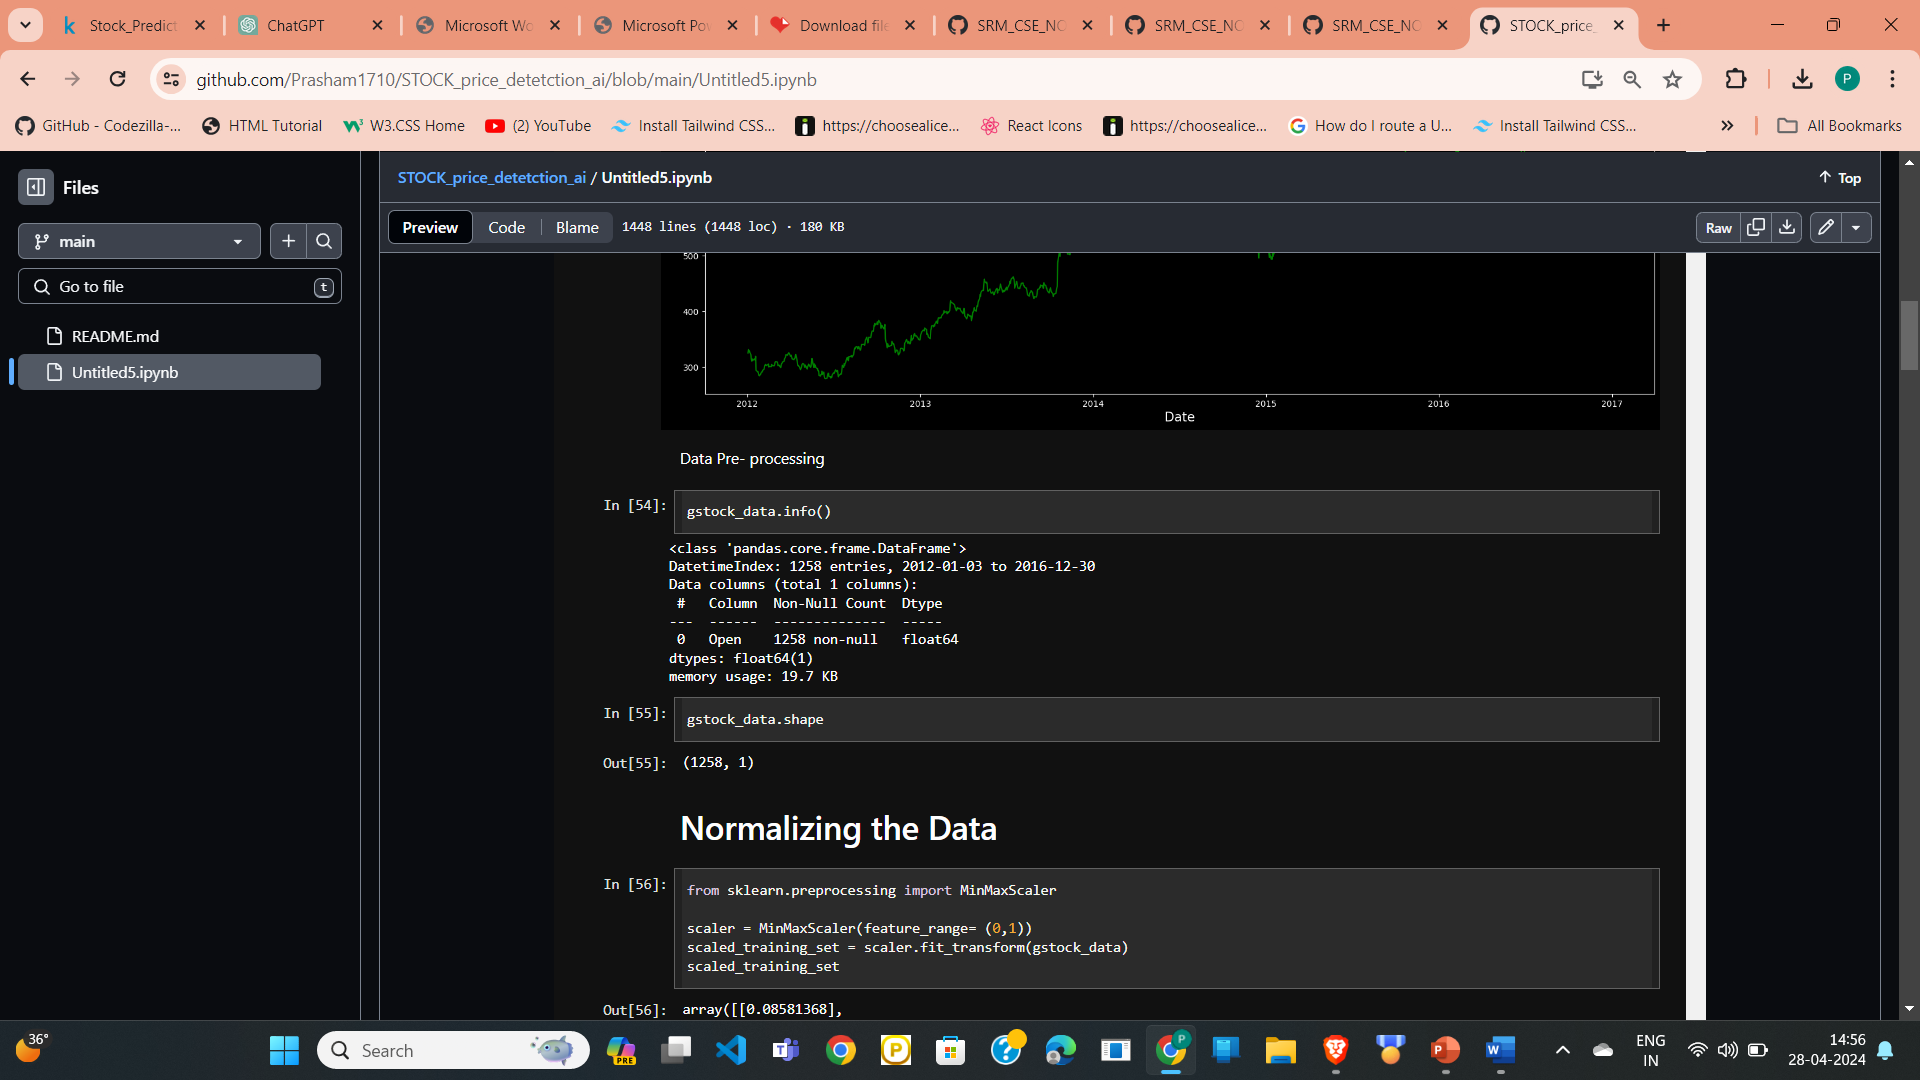 Stock_Predict
ChatGPT
Microsoft Wo
Microsoft Pov
Download file
SRM_CSE_NO
SRM_CSE_NO
SRM_CSE_NO
STOCK_price_
github.com/Prasham1710/STOCK_price_detetction_ai/blob/main/Untitled5.ipynb
P
GitHub - Codezilla-...
HTML Tutorial
W3.CSS Home
(2) YouTube
Install Tailwind CSS...
https://choosealice...
React Icons
https://choosealice...
How do I route a U...
Install Tailwind CSS...
All Bookmarks
Files
STOCK_price_detetction_ai / Untitled5.ipynb
Top
main
Preview
Code
Blame
1448 lines (1448 loc) · 180 KB
Raw
Go to file
t
README.md
Untitled5.ipynb
500
400
300
2012
2013
2014
2015
2016
2017
Date
Data Pre- processing
In [54]:
gstock_data.info()
<class 'pandas.core.frame.DataFrame'>
DatetimeIndex: 1258 entries, 2012-01-03 to 2016-12-30
Data columns (total 1 columns):
#   Column  Non-Null Count  Dtype
---  ------  --------------  -----
0   Open    1258 non-null   float64
dtypes: float64(1)
memory usage: 19.7 KB
In [55]:
gstock_data.shape
Out[55]:
(1258, 1)
Normalizing the Data
In [56]:
from sklearn.preprocessing import MinMaxScaler
scaler = MinMaxScaler(feature_range= (0,1))
scaled_training_set = scaler.fit_transform(gstock_data)
scaled_training_set
Out[56]:
array([[0.08581368],
36°
Search
PRE
ENG
IN
14:56
28-04-2024